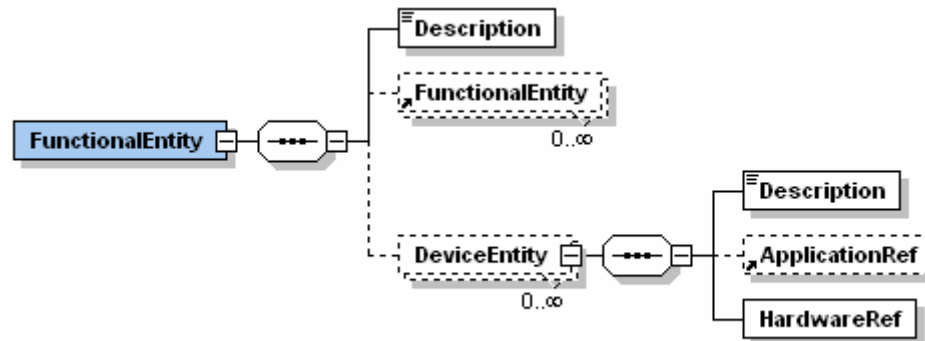 Description
FunctionalEntity
0..∞
FunctionalEntity
Description
DeviceEntity
0..∞
ApplicationRef
HardwareRef